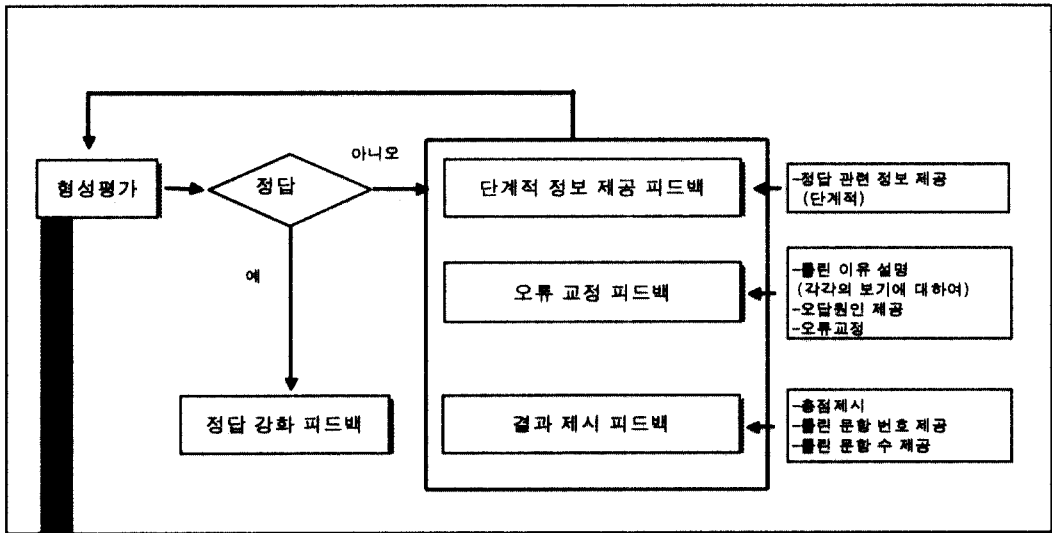 아니오
형성평가
정답
단계적 정보 제공 피드백
-정답 관련 정보 제공
(단계적)
예
오류 교정 피드백
-틀린 이유 설명
(각각의 보기에 대하여)
-오답원인 제공
-오류교정
정답 강화 피드백
결과 제시 피드백
-총점제시
-틀린 문항 번호 제공
-틀린 문항 수 제공